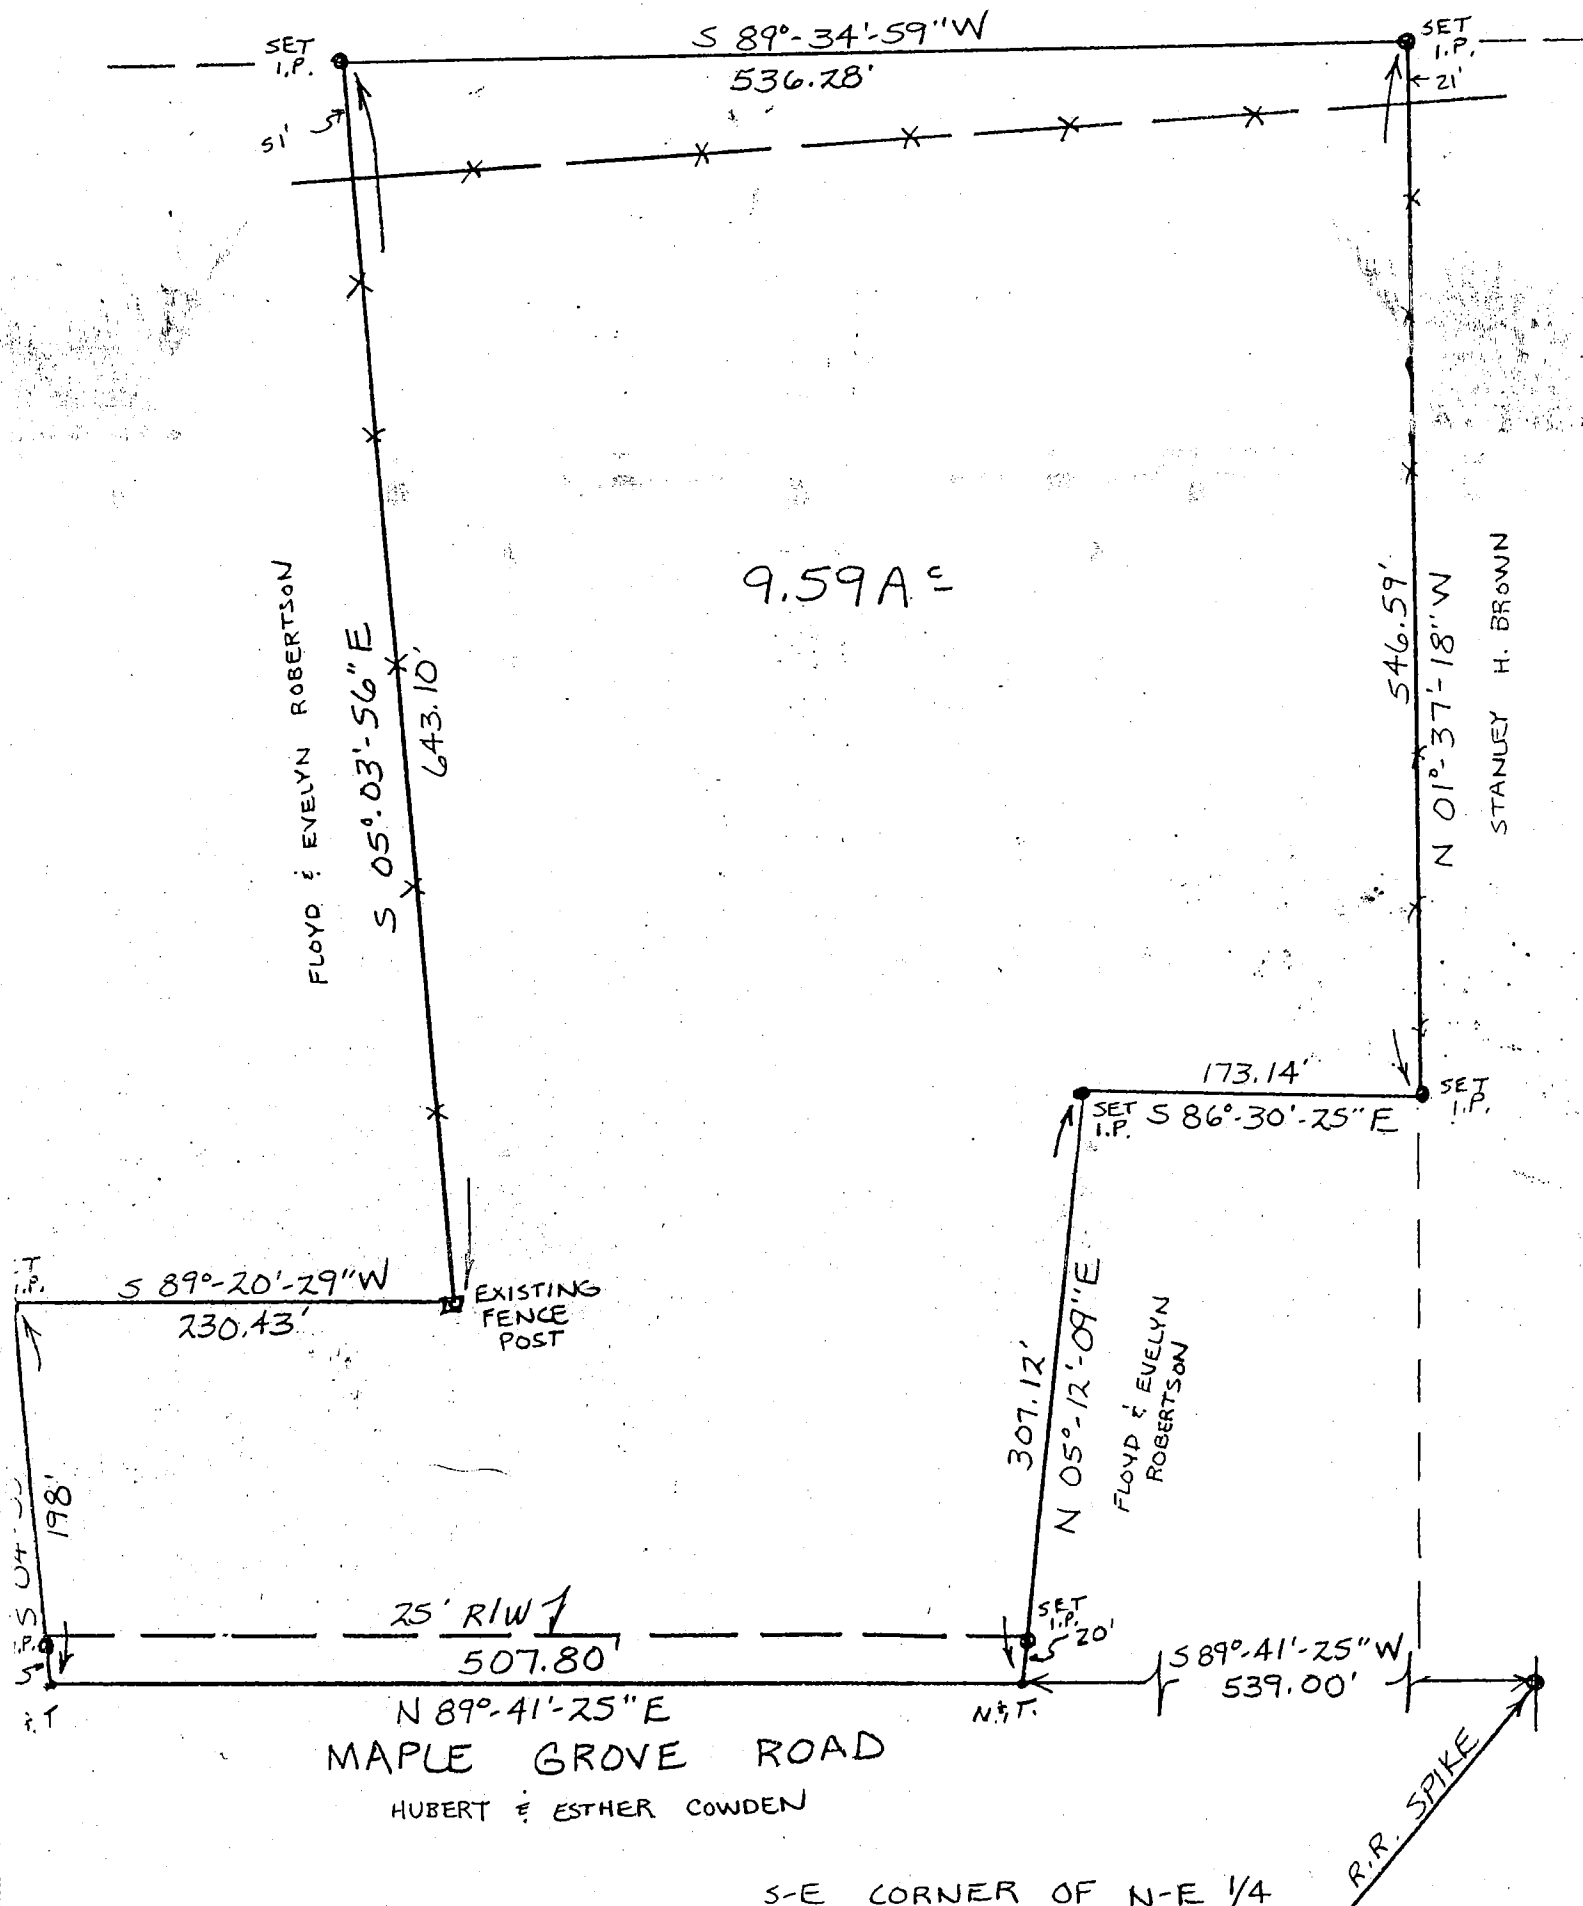 S 89°-34'-59"W
536.28'
SET
I.P.
SET
I.P.
21'
51'
9.59 Ac
FLOYD & EVELYN ROBERTSON
S 05°-03'-56"E
643.10'
546.59'
N 01°-37'-18"W
STANLEY H. BROWN
173.14'
S 86°-30'-25"E
SET
I.P.
SET
I.P.
I.P.
S 89°-20'-29"W
230.43'
EXISTING
FENCE
POST
307.12'
N 05°-12'-09"E
FLOYD & EVELYN
ROBERTSON
198'
25' R/W
507.80'
SET
I.P.
20'
I.P.
N 89°-41'-25"E
N.&T.
S 89°-41'-25"W
539.00'
MAPLE GROVE ROAD
HUBERT & ESTHER COWDEN
R.R. SPIKE
S-E CORNER OF N-E 1/4